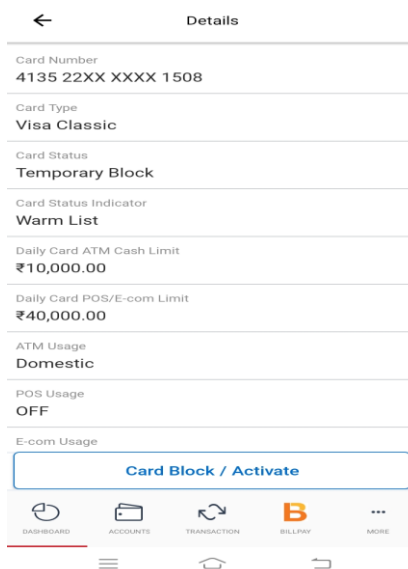 Details
Card Number
4135 22XX XXXX 1508
Card Type
Visa Classic
Card Status
Temporary Block
Card Status Indicator
Warm List
Daily Card ATM Cash Limit
₹10,000.00
Daily Card POS/E-com Limit
₹40,000.00
ATM Usage
Domestic
POS Usage
OFF
E-com Usage
Card Block / Activate
DASHBOARD ACCOUNTS TRANSACTION BILLPAY MORE